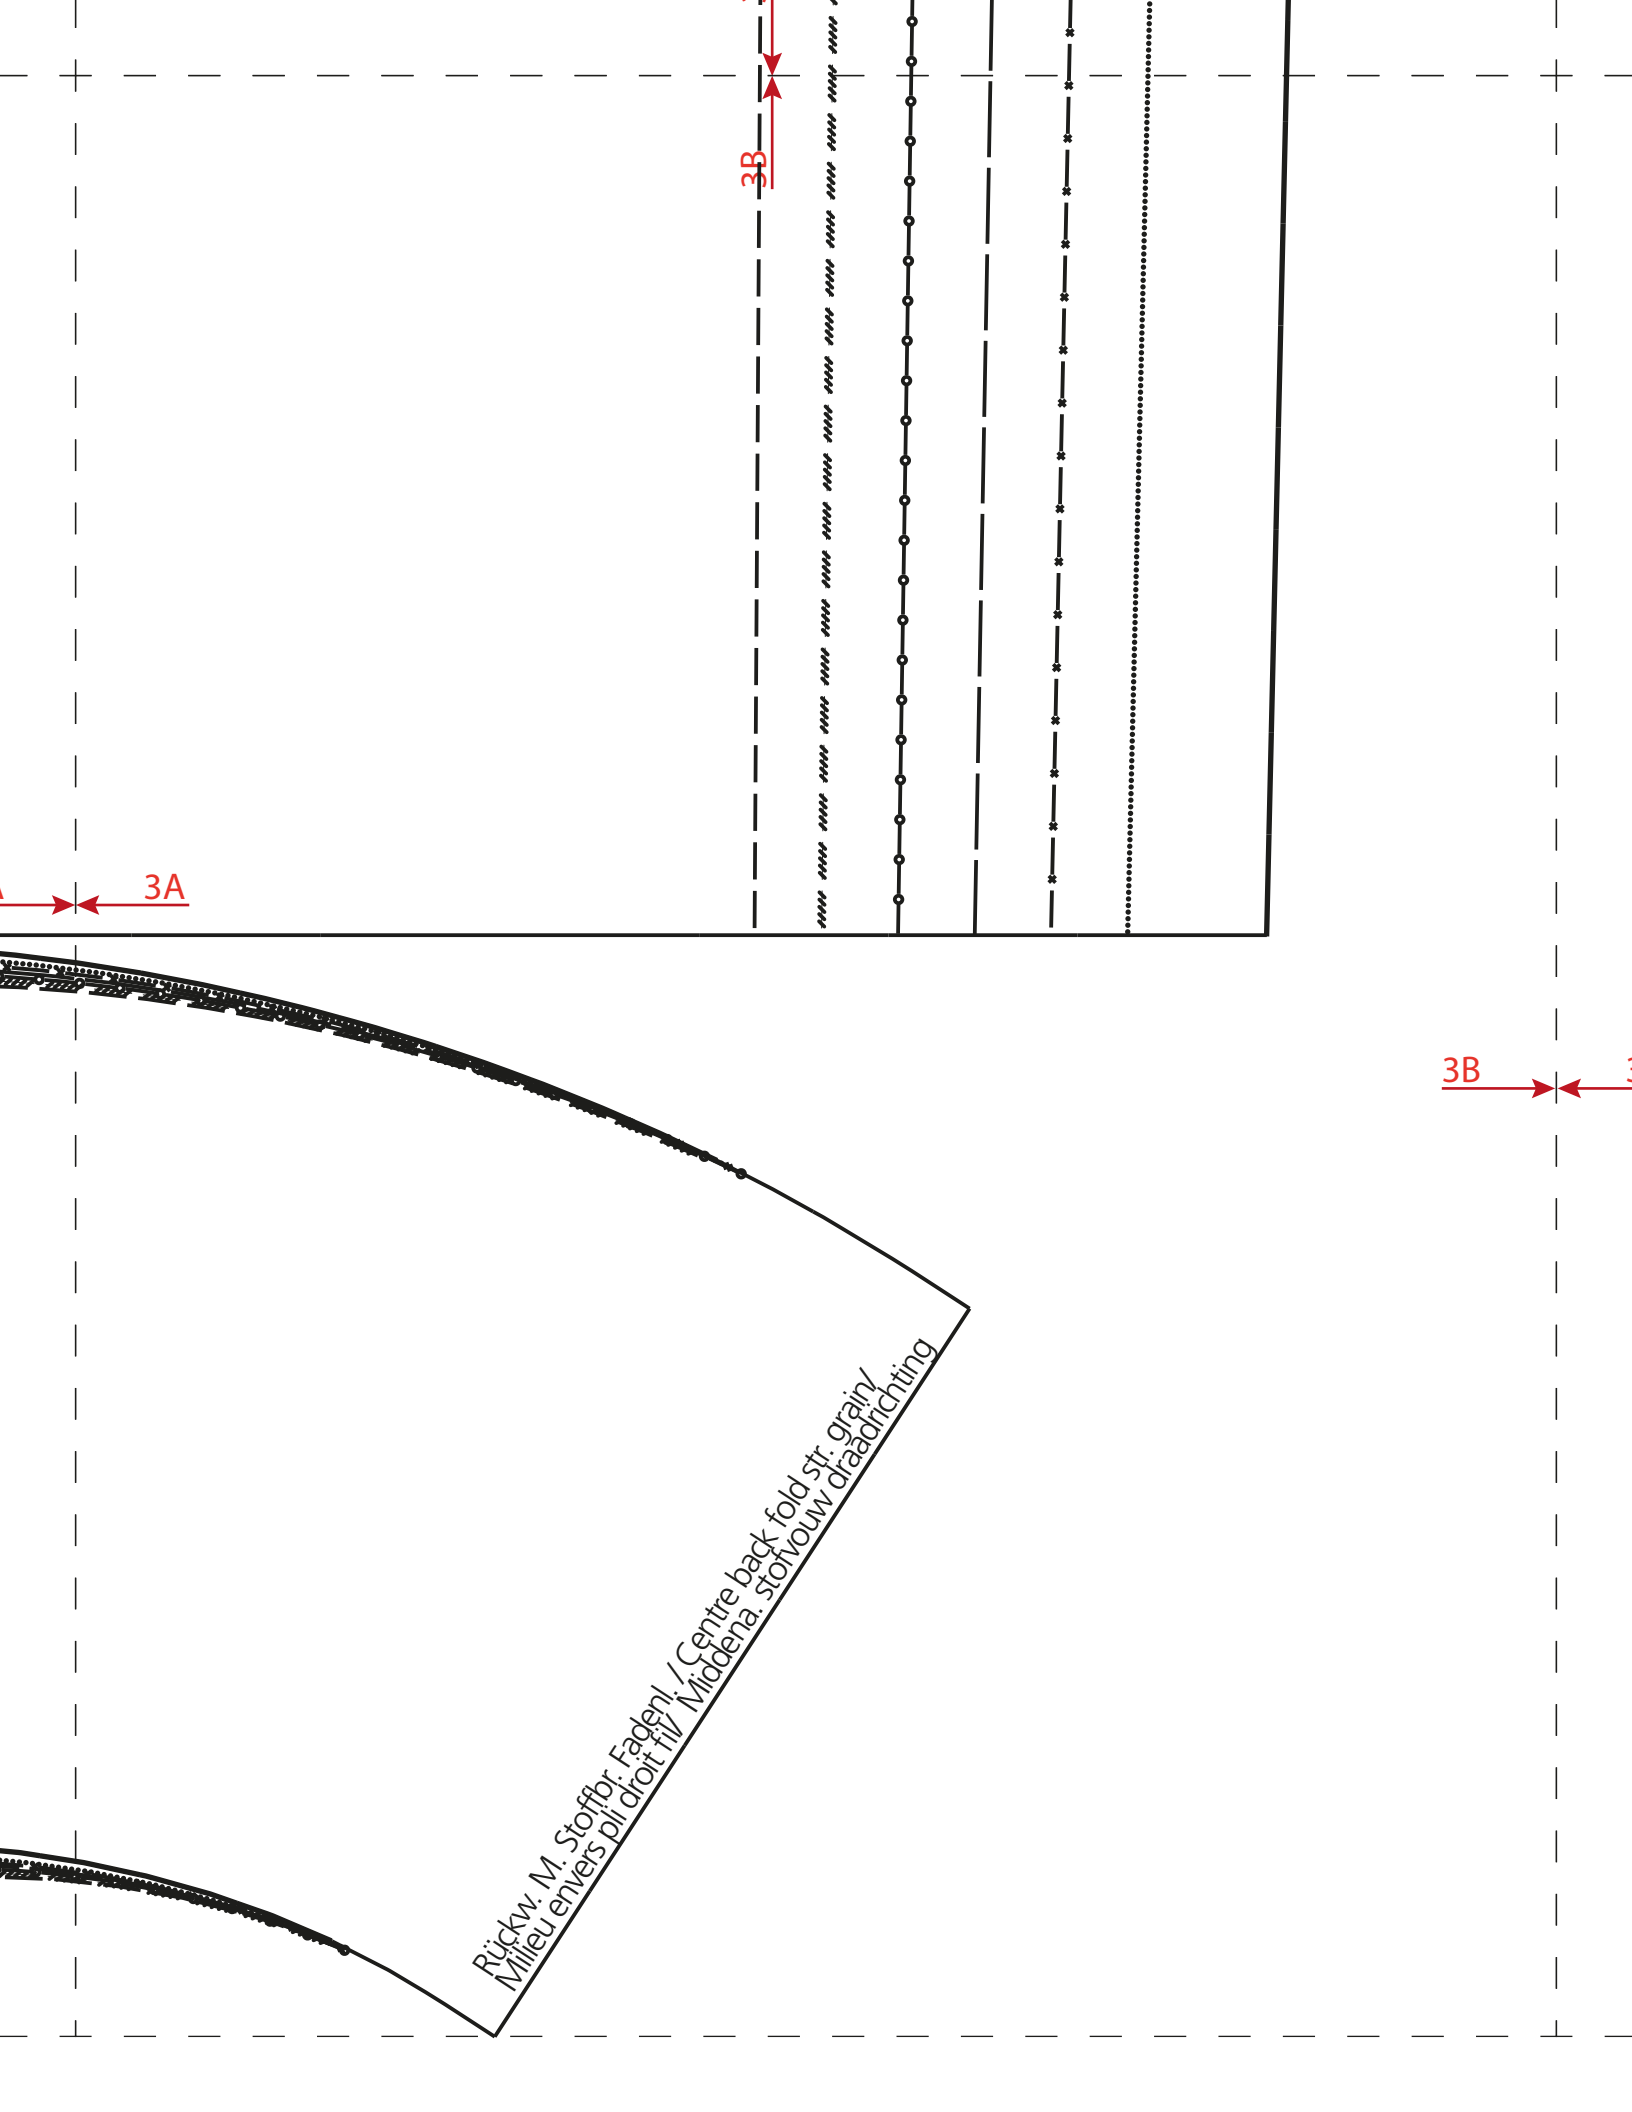 3B
3A
3B
Rückw. M. Stoffbr. Fadenl. / Centre back fold str. grain/
Milieu envers pli droit fil/ Middena. stofvouw draadrichting